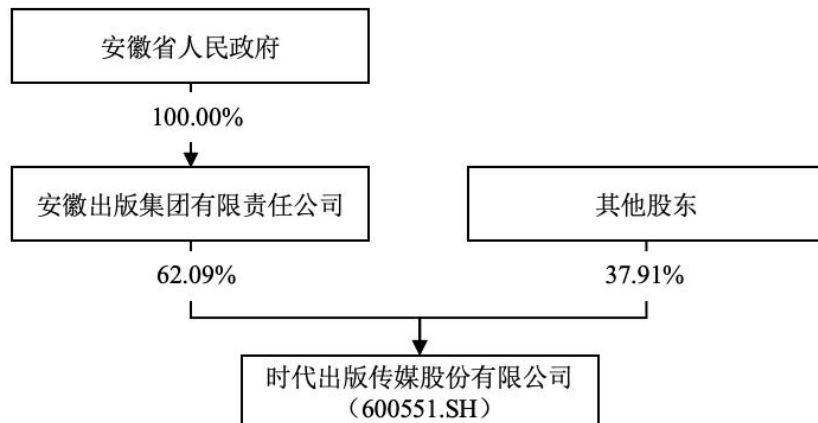 安徽省人民政府
100.00%
安徽出版集团有限责任公司
其他股东
62.09%
37.91%
时代出版传媒股份有限公司
（600551.SH）